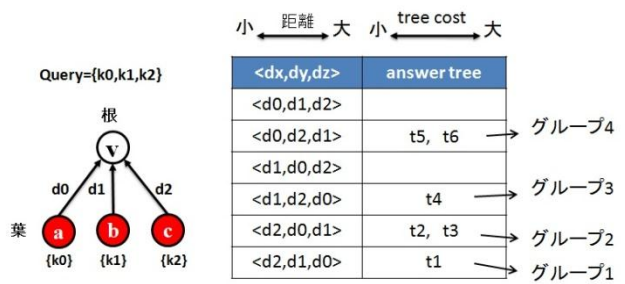 小 距離 大 小 tree cost 大
Query={k0,k1,k2}
根
v
d0 d1 d2
葉 a b c
{k0} {k1} {k2}
<dx,dy,dz> answer tree
<d0,d1,d2>
<d0,d2,d1> t5, t6 グループ4
<d1,d0,d2>
<d1,d2,d0> t4 グループ3
<d2,d0,d1> t2, t3 グループ2
<d2,d1,d0> t1 グループ1